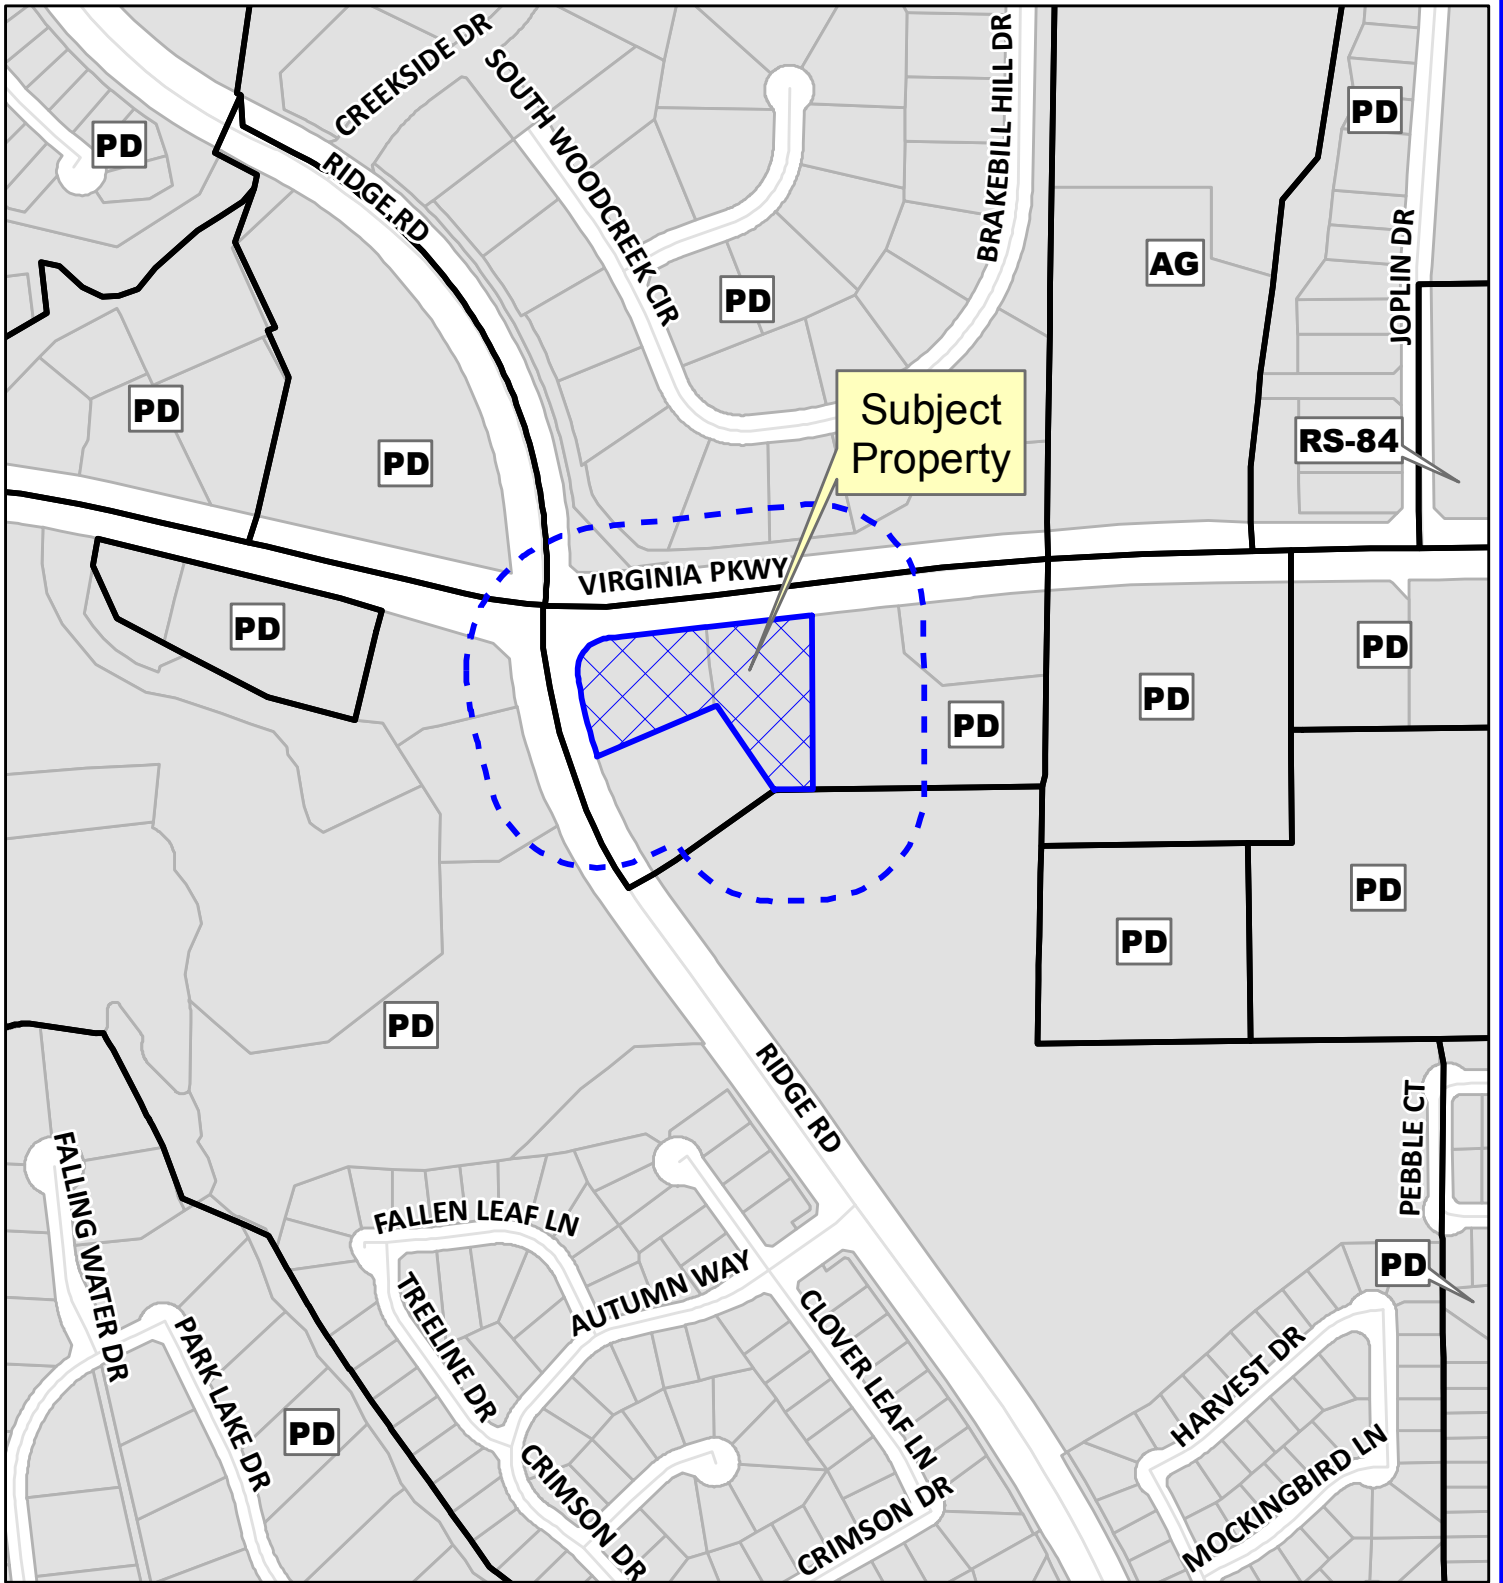 CREEKSIDE DR
SOUTH WOODCREEK CIR
BRAKEBILL HILL DR
PD
PD
RIDGE RD
JOPLIN DR
AG
PD
PD
PD
Subject
Property
RS-84
VIRGINIA PKWY
PD
PD
PD
PD
PD
PD
PD
RIDGE RD
PEBBLE CT
FALLING WATER DR
FALLEN LEAF LN
AUTUMN WAY
TREELINE DR
CLOVER LEAF LN
PD
PARK LAKE DR
HARVEST DR
PD
CRIMSON DR
CRIMSON DR
MOCKINGBIRD LN